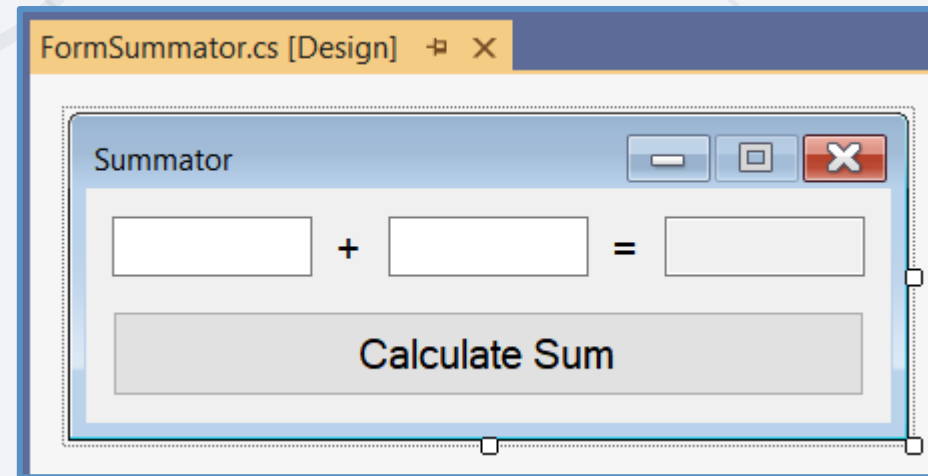 FormSummator.cs [Design]
Summator
+ =
Calculate Sum